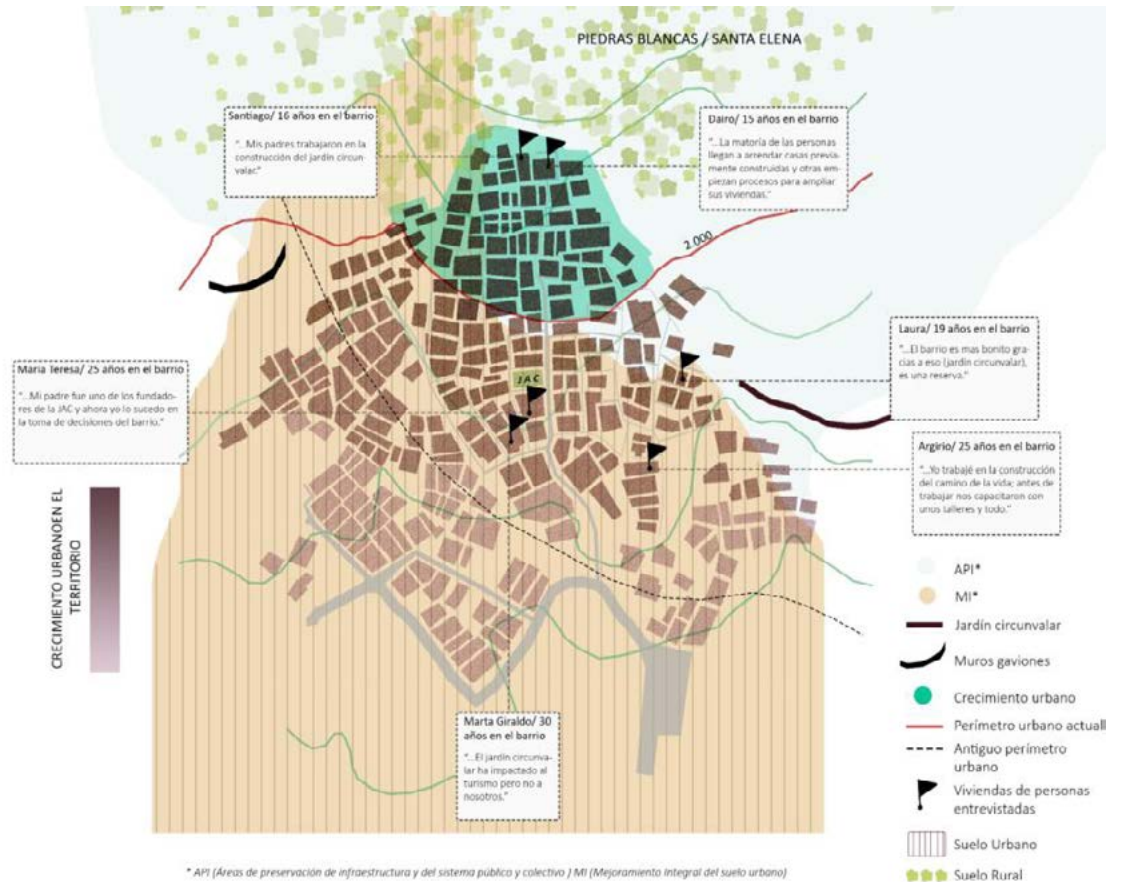 PIEDRAS BLANCAS / SANTA ELENA
Santiago/ 16 años en el barrio
"...Mis padres trabajaron en la
construcción del jardín circun-
valar."
Dairo/ 15 años en el barrio
"...La matoría de las personas
llegan a arrendar casas previa-
mente construidas y otras em-
piezan procesos para ampliar
sus viviendas."
2.000
Laura/ 19 años en el barrio
"...El barrio es mas bonito gra-
cias a eso (jardín circunvalar),
es una reserva."
Maria Teresa/ 25 años en el barrio
"...Mi padre fue uno de los fundado-
res de la JAC y ahora yo lo sucedo en
la toma de decisiones del barrio."
JAC
Argirio/ 25 años en el barrio
"...Yo trabajé en la construcción
del camino de la vida; antes de
trabajar nos capacitaron con
unos talleres y todo."
CRECIMIENTO URBANOEN EL
TERRITORIO
Marta Giraldo/ 30
años en el barrio
"...El jardín circunva-
lar ha impactado al
turismo pero no a
nosotros."
API*
MI*
Jardín circunvalar
Muros gaviones
Crecimiento urbano
Perímetro urbano actuall
Antiguo perímetro
urbano
Viviendas de personas
entrevistadas
Suelo Urbano
Suelo Rural
* API (Áreas de preservación de infraestructura y del sistema público y colectivo ) MI (Mejoramiento Integral del suelo urbano)